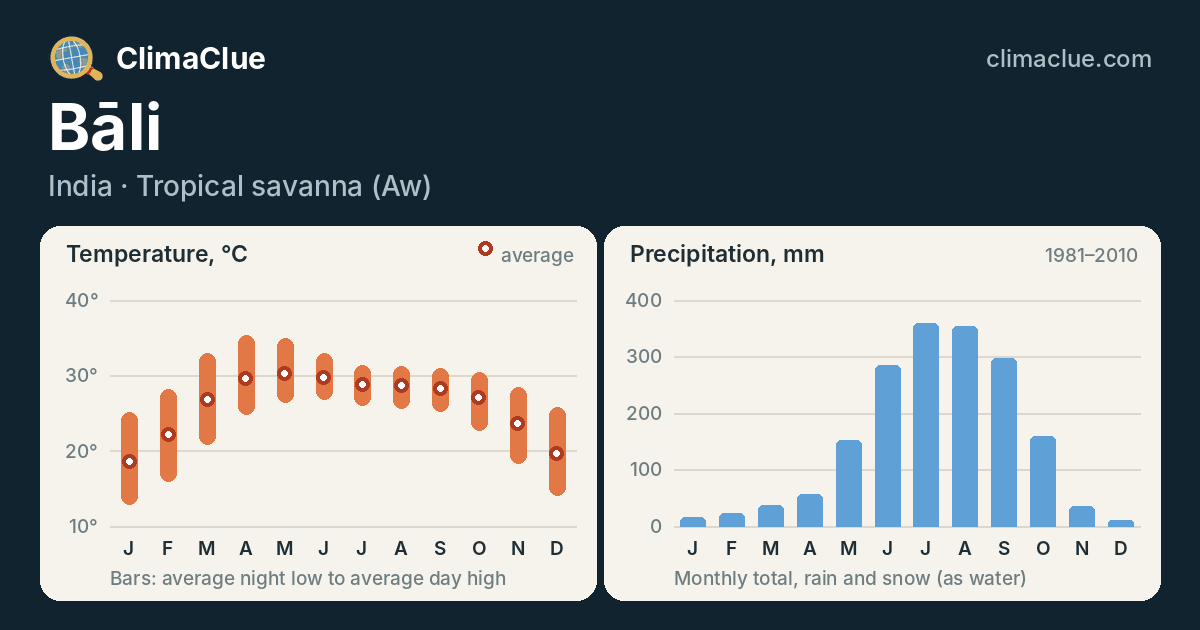 ClimaClue
climaclue.com
Bāli
India · Tropical savanna (Aw)
Temperature, °C
average
40°
30°
20°
10°
J F M A M J J A S O N D
Bars: average night low to average day high
Precipitation, mm
1981–2010
400
300
200
100
0
J F M A M J J A S O N D
Monthly total, rain and snow (as water)